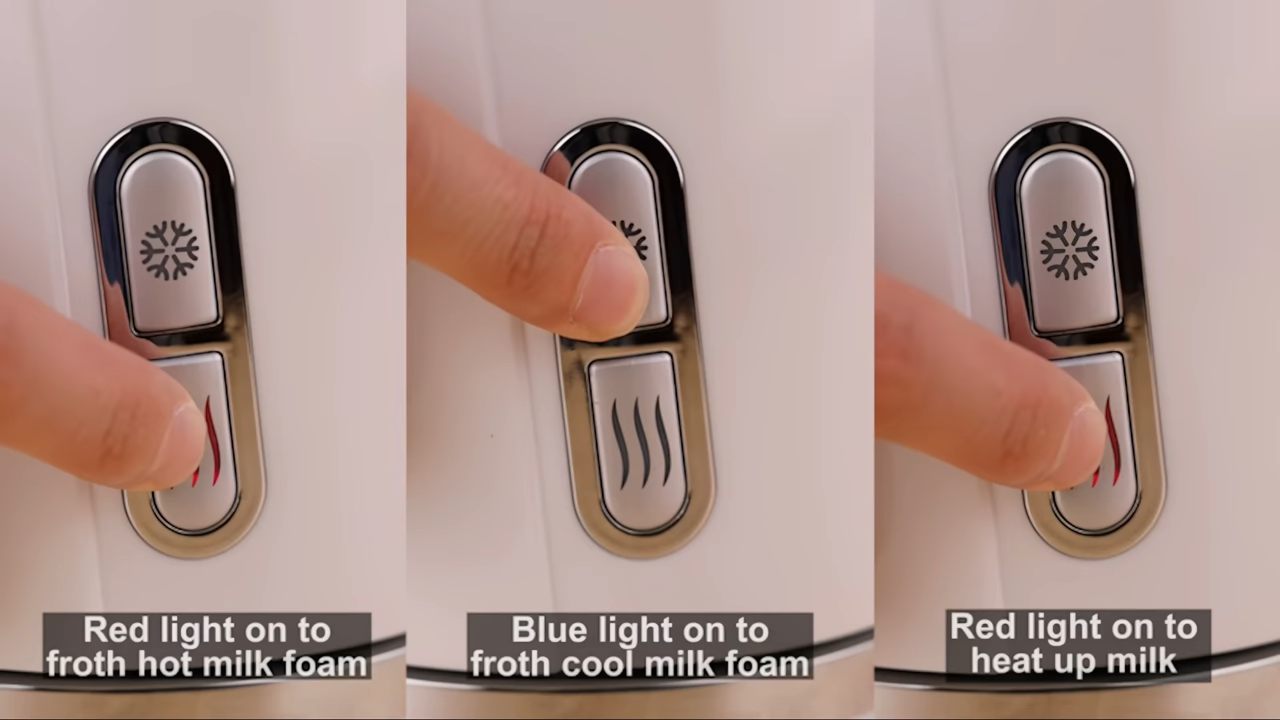 Red light on to
froth hot milk foam
Blue light on to
froth cool milk foam
Red light on to
heat up milk